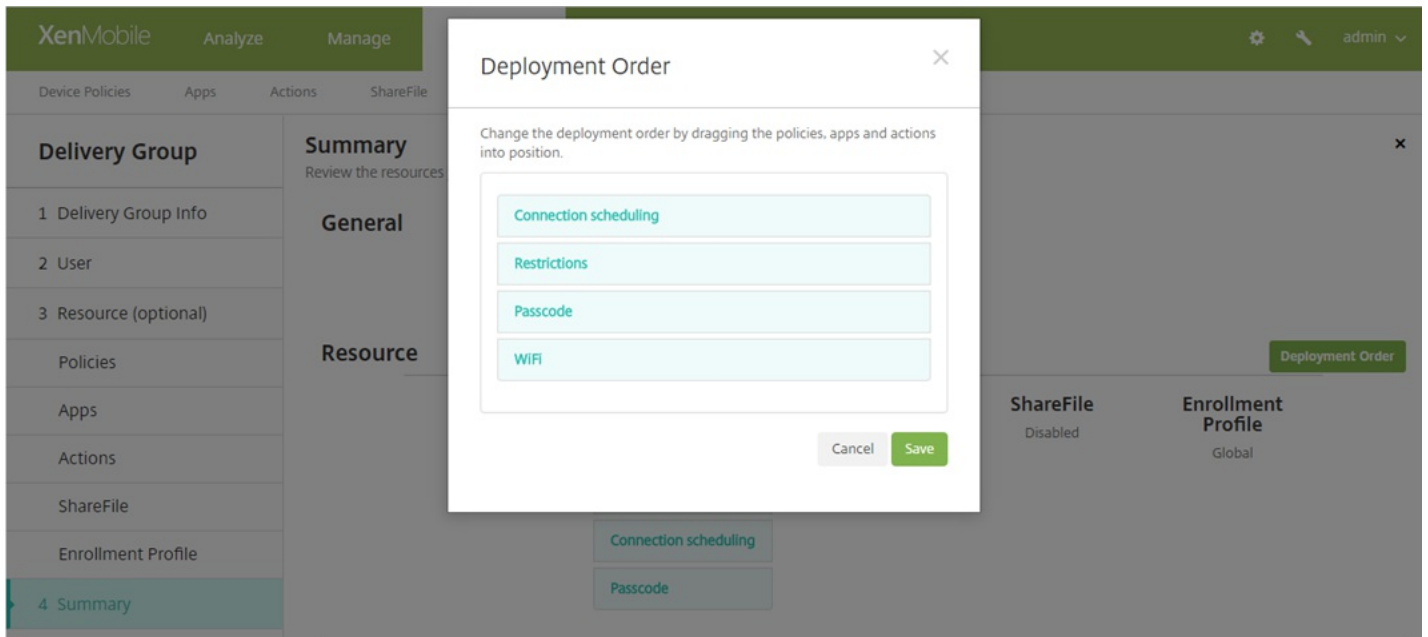 XenMobile Analyze Manage admin
Device Policies Apps Actions ShareFile
Deployment Order
Change the deployment order by dragging the policies, apps and actions
into position.
Connection scheduling
Restrictions
Passcode
WiFi
Cancel Save
Delivery Group
1 Delivery Group Info
2 User
3 Resource (optional)
Policies
Apps
Actions
ShareFile
Enrollment Profile
4 Summary
Summary
Review the resources
General
Resource
Deployment Order
ShareFile
Disabled
Enrollment
Profile
Global
Connection scheduling
Passcode